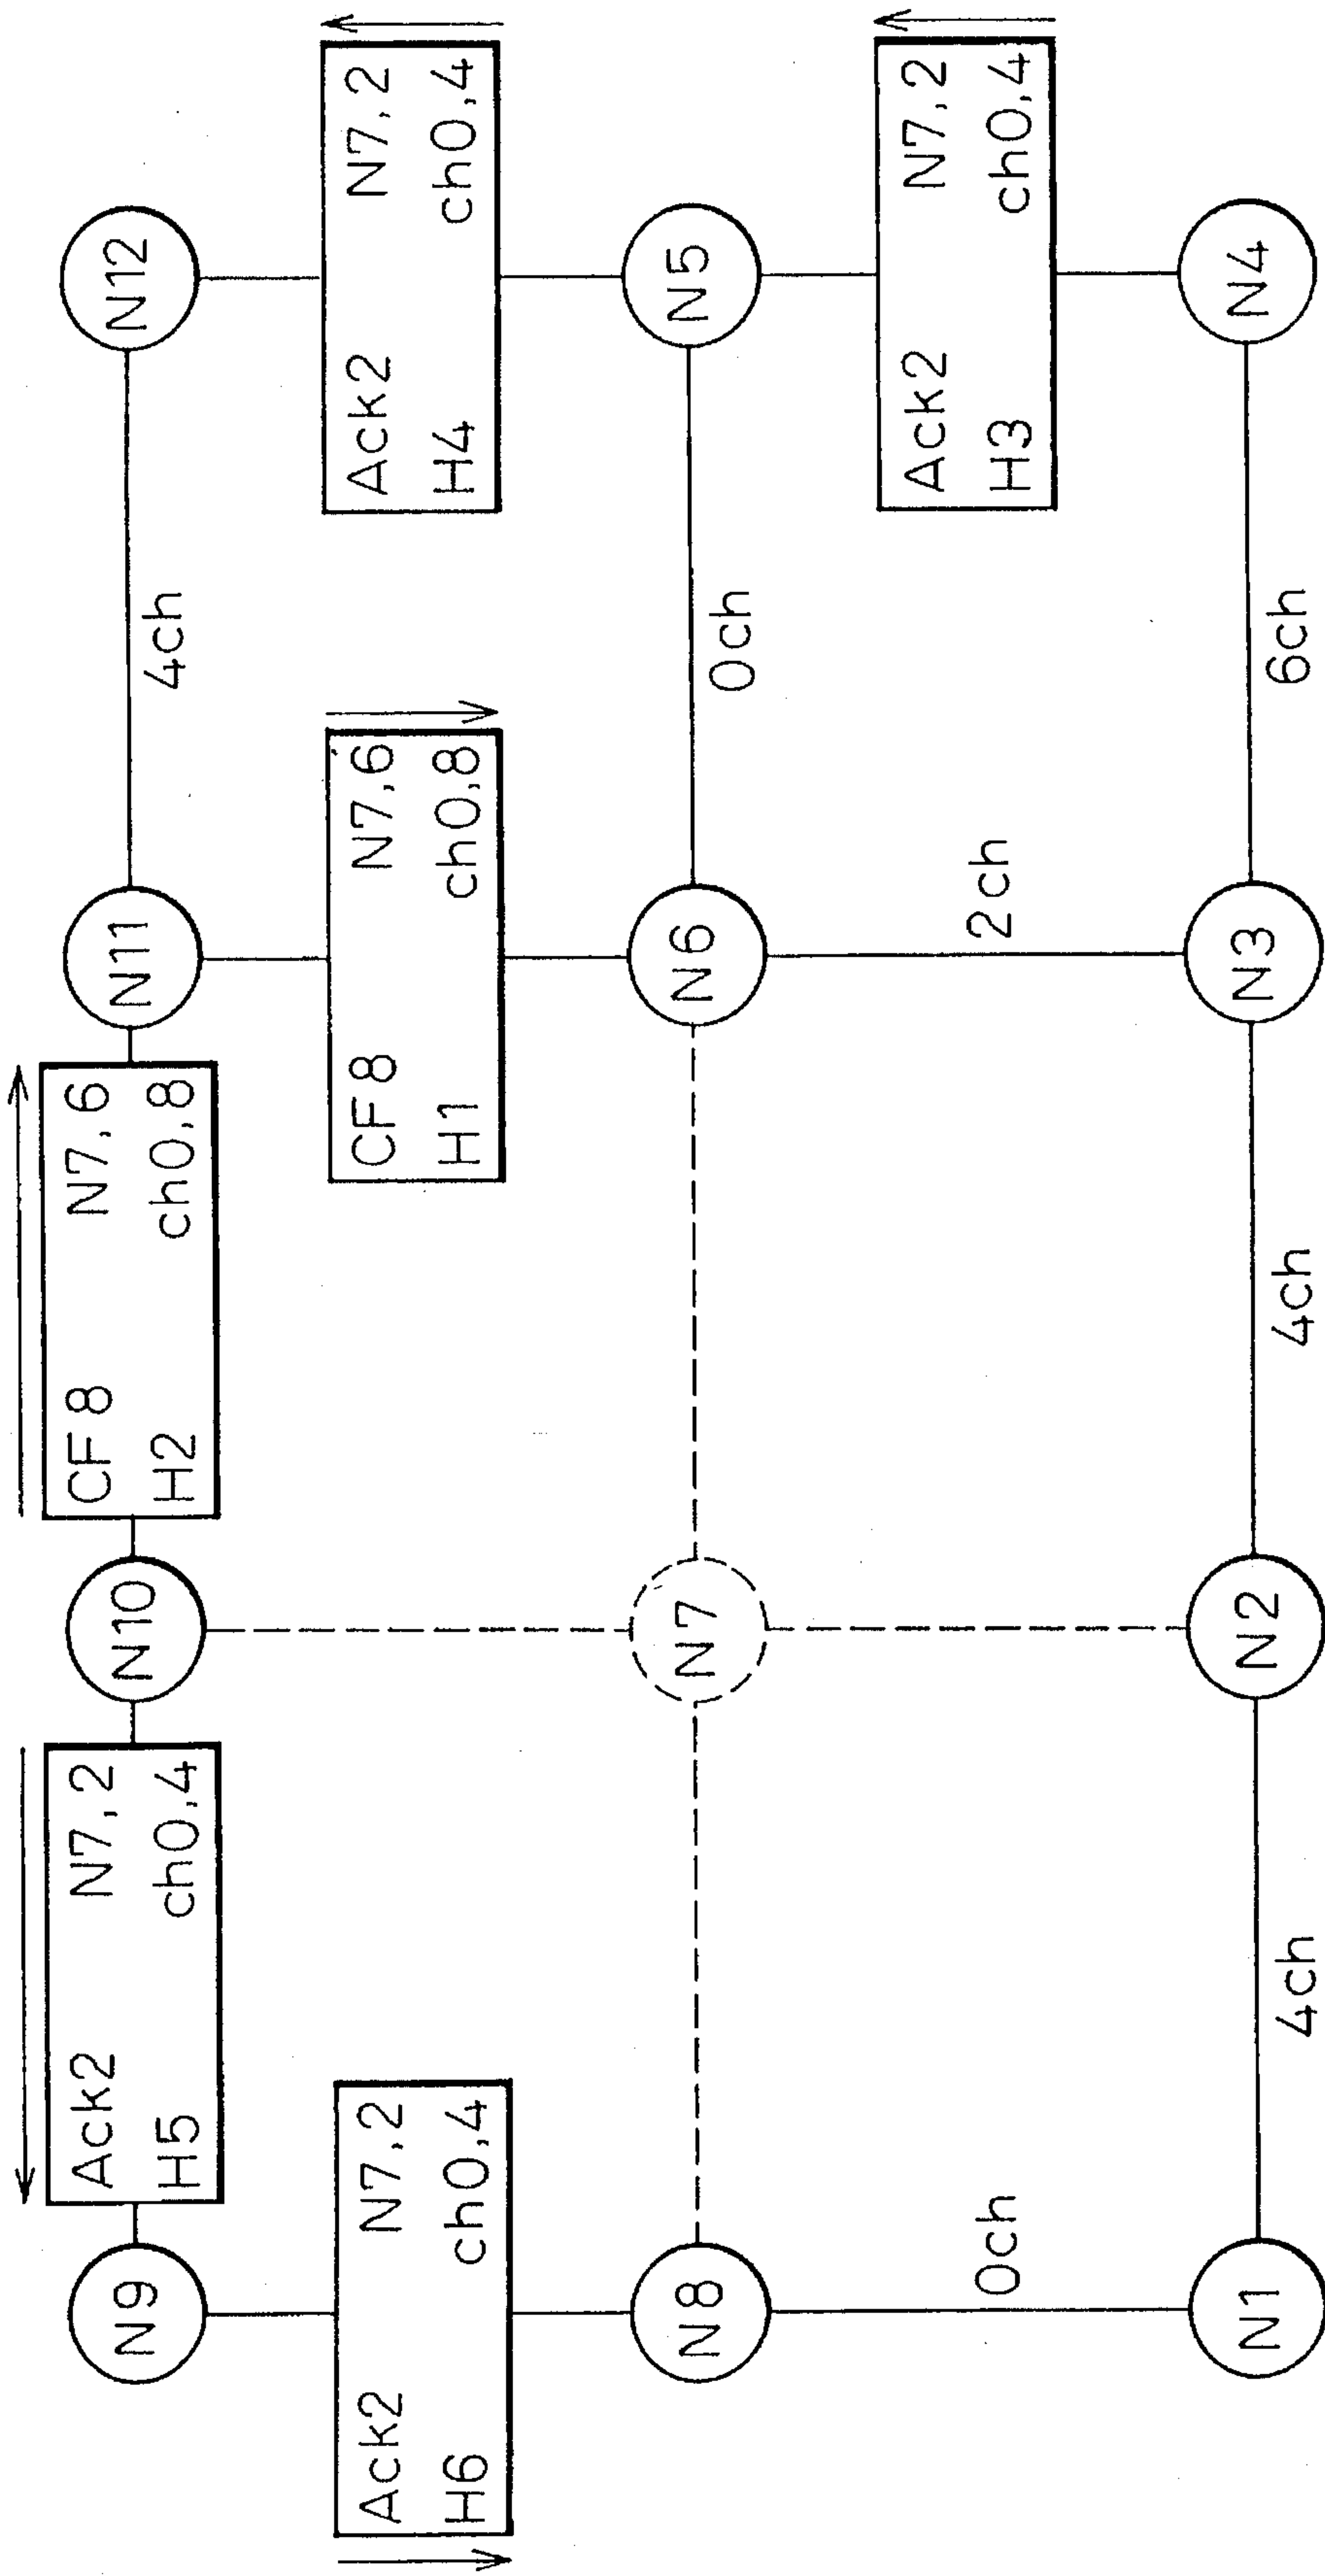 N9
Ack2 N7,2
H5 ch0,4
N10
CF8 N7,6
H2 ch0,8
N11
4ch
N12
Ack2 N7,2
H6 ch0,4
CF8 N7,6
H1 ch0,8
Ack2 N7,2
H4 ch0,4
N8
N7
N6
0ch
N5
0ch
2ch
Ack2 N7,2
H3 ch0,4
N1
4ch
N2
4ch
N3
6ch
N4